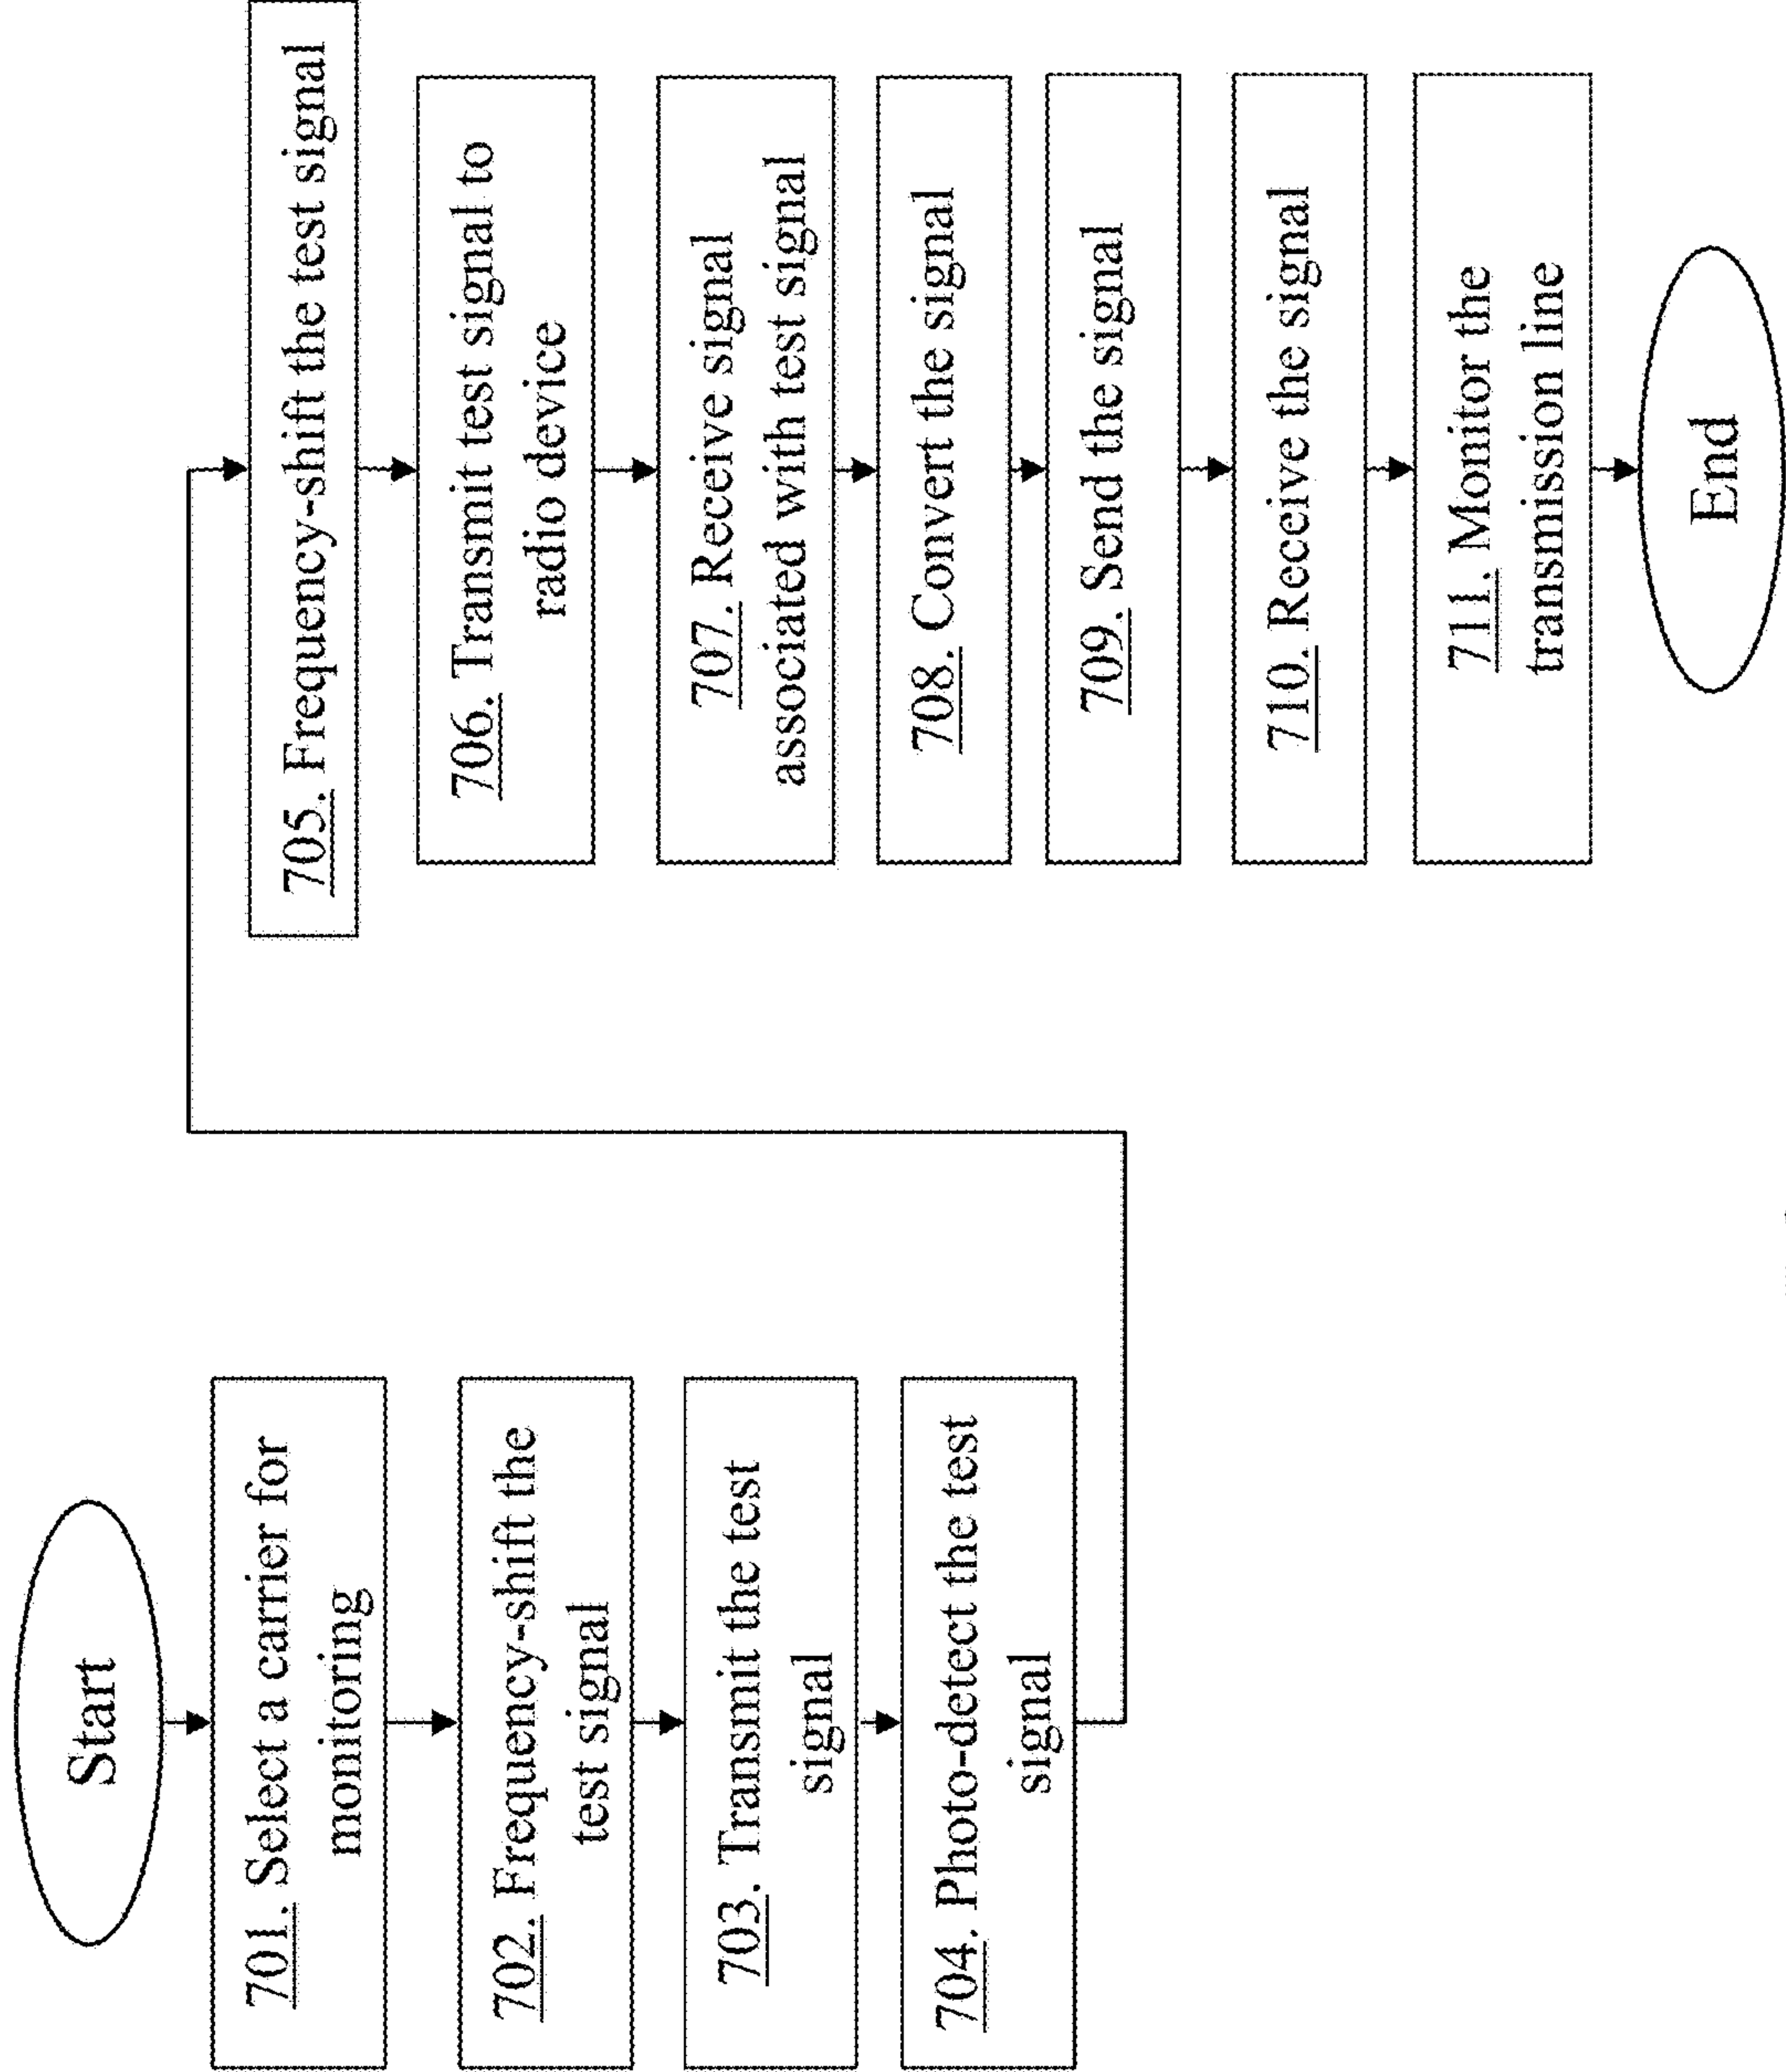 Start
701. Select a carrier for
monitoring
702. Frequency-shift the
test signal
703. Transmit the test
signal
704. Photo-detect the test
signal
705. Frequency-shift the test signal
706. Transmit test signal to
radio device
707. Receive signal
associated with test signal
708. Convert the signal
709. Send the signal
710. Receive the signal
711. Monitor the
transmission line
End